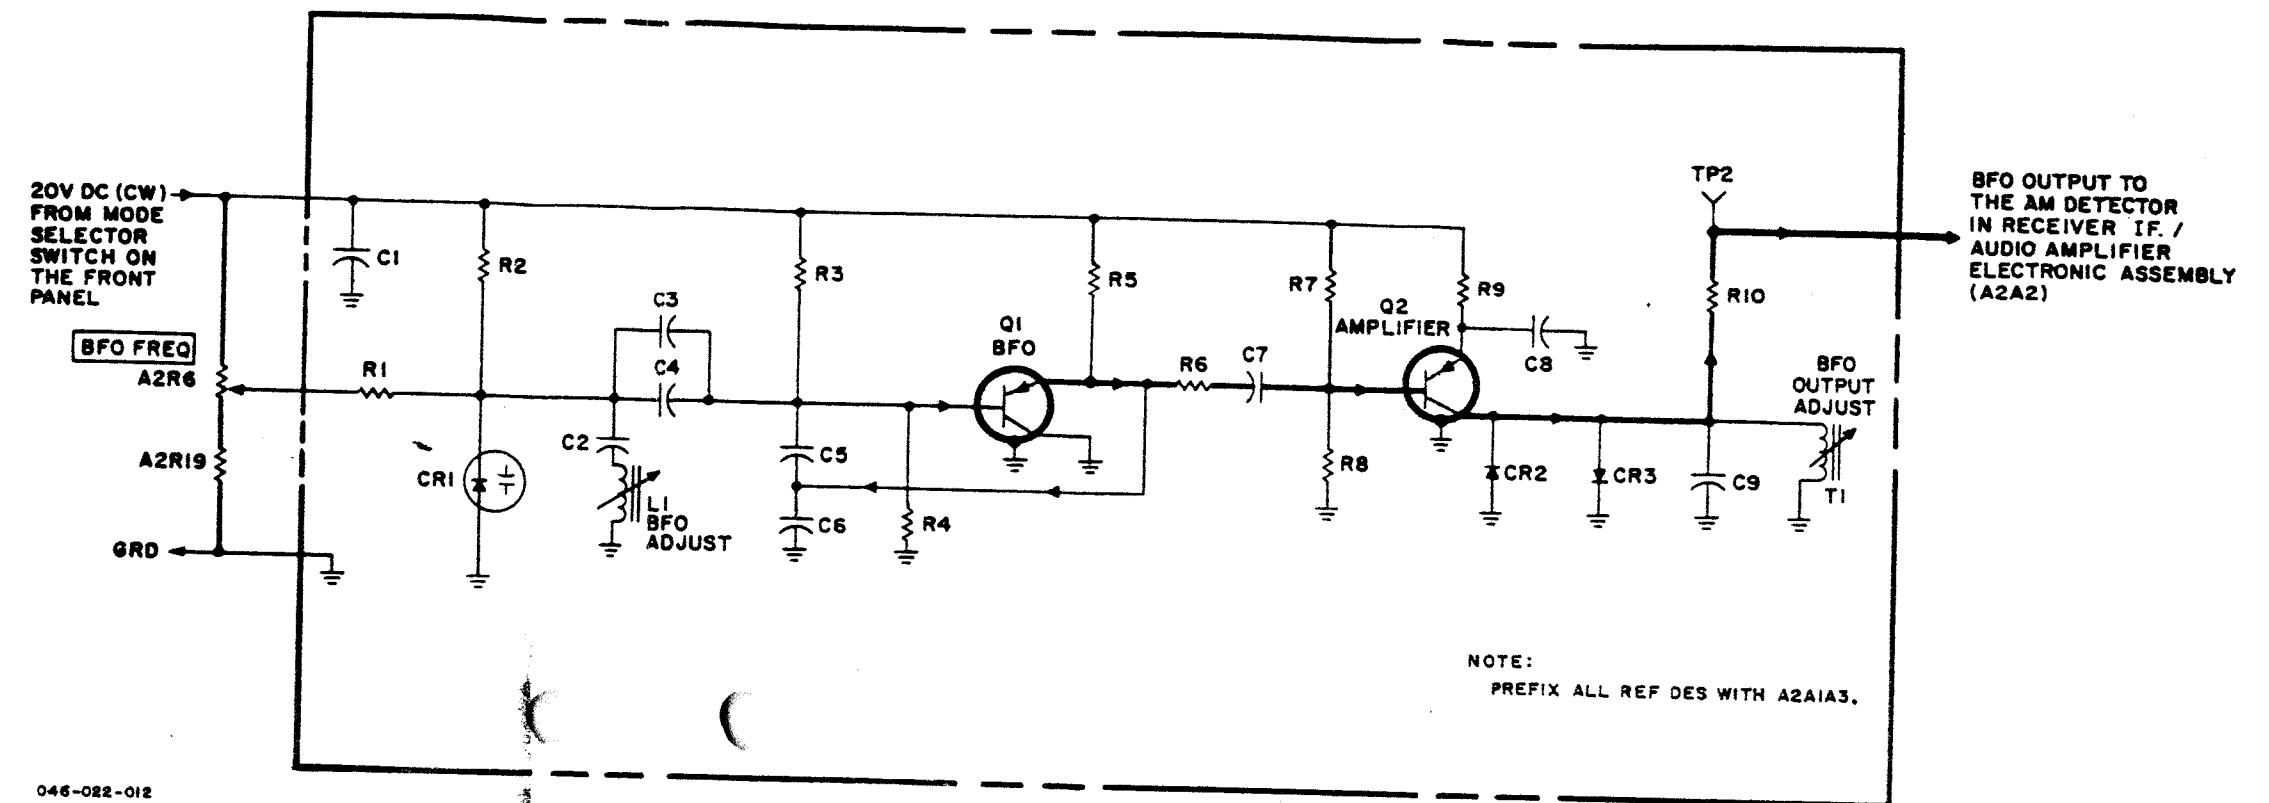 20V DC (CW)
FROM MODE
SELECTOR
SWITCH ON
THE FRONT
PANEL
BFO FREQ
A2R6
A2R19
GRD
C1
R2
R1
CR1
C3
C4
C2
L1
BFO
ADJUST
R3
C5
C6
R4
Q1
BFO
R5
R6
C7
R7
R8
Q2
AMPLIFIER
R9
C8
CR2
CR3
TP2
R10
C9
BFO
OUTPUT
ADJUST
T1
BFO OUTPUT TO
THE AM DETECTOR
IN RECEIVER IF. /
AUDIO AMPLIFIER
ELECTRONIC ASSEMBLY
(A2A2)
NOTE:
PREFIX ALL REF DES WITH A2A1A3.
046-022-012